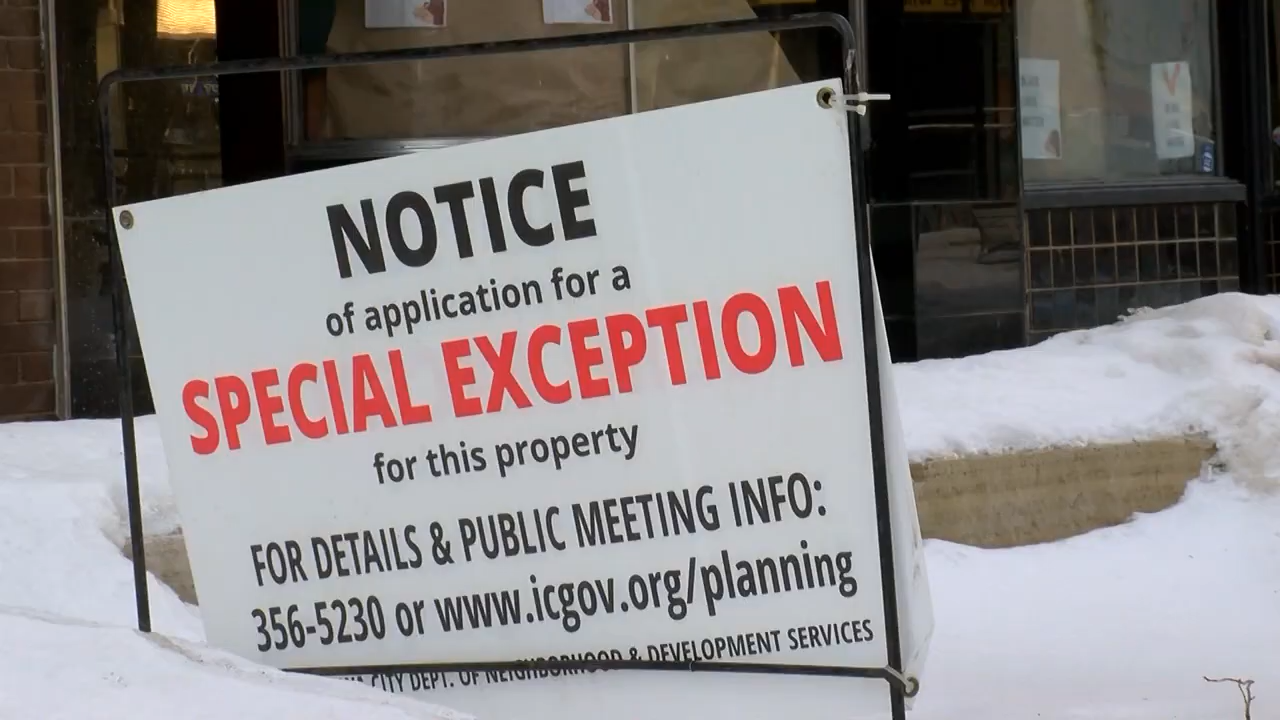 NOTICE
of application for a
SPECIAL EXCEPTION
for this property
FOR DETAILS & PUBLIC MEETING INFO:
356-5230 or www.icgov.org/planning
CITY DEPT. OF NEIGHBORHOOD & DEVELOPMENT SERVICES